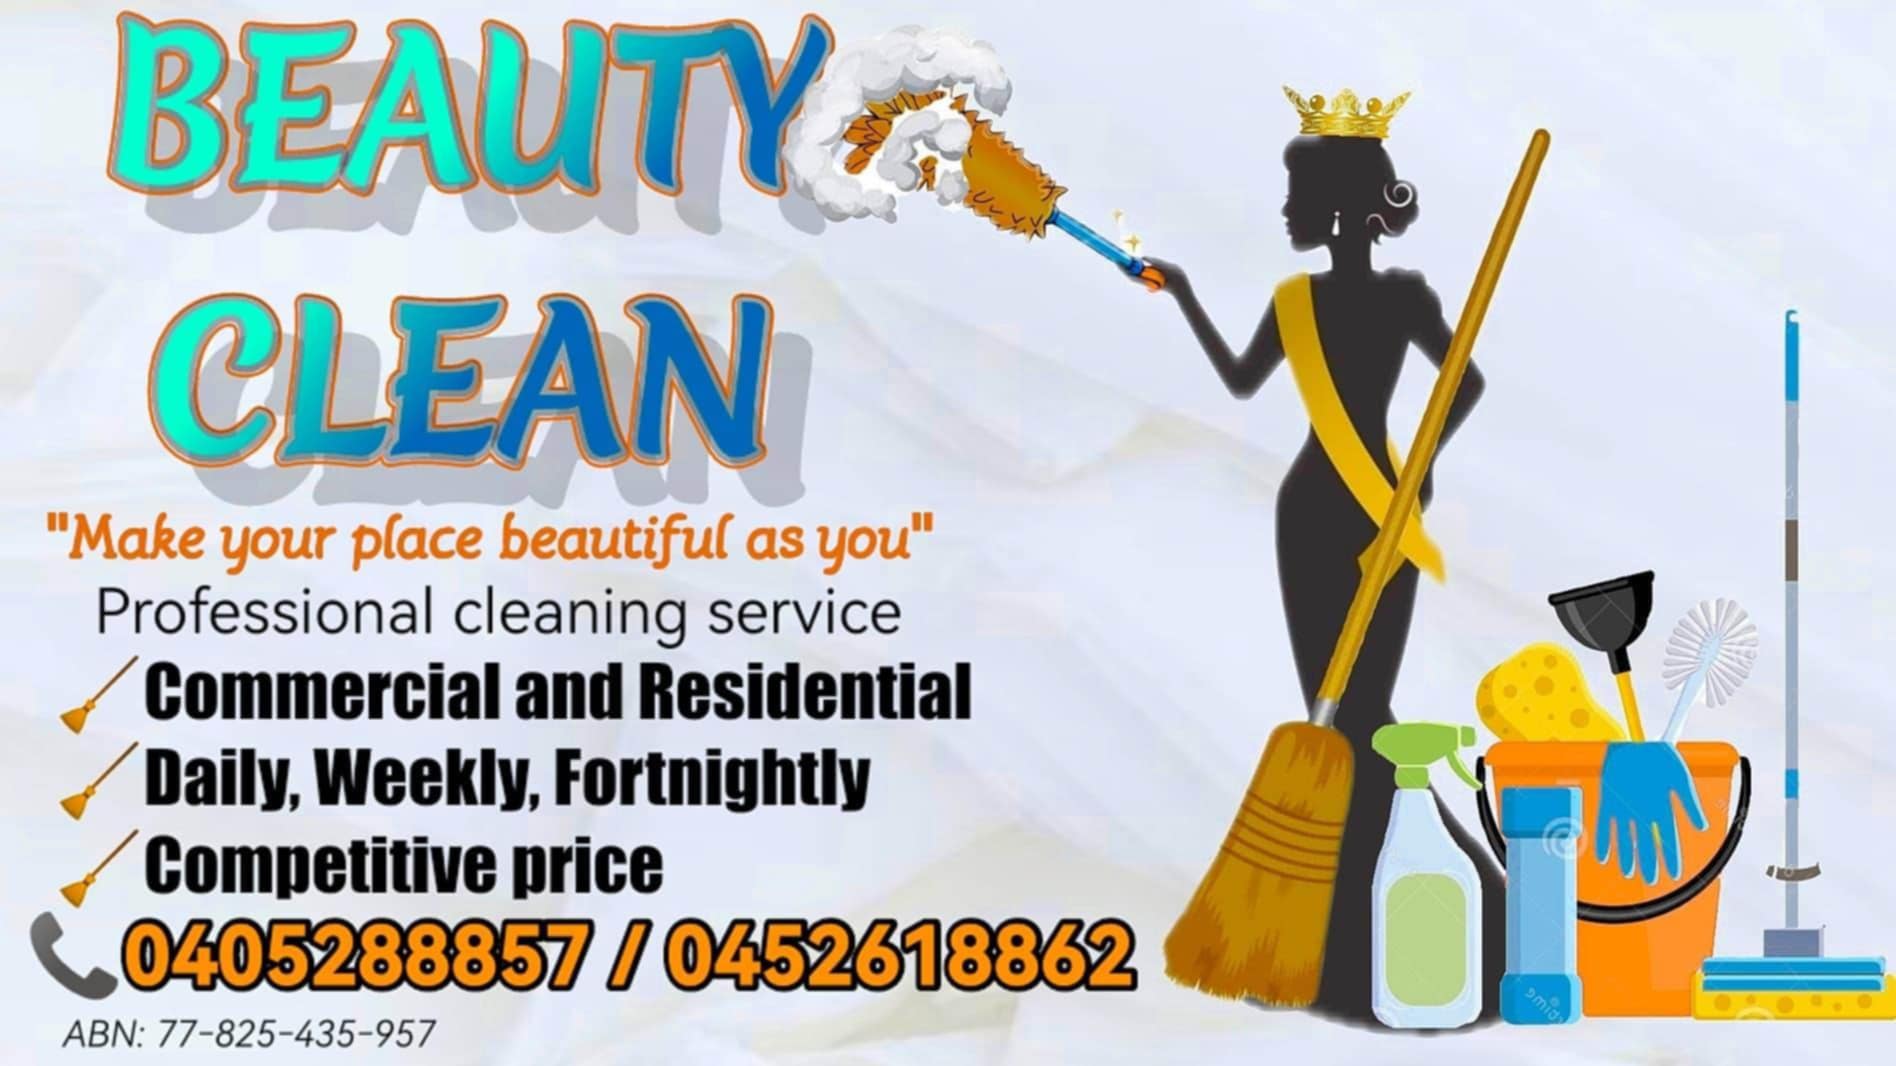 BEAUTY
CLEAN
"Make your place beautiful as you"
Professional cleaning service
Commercial and Residential
Daily, Weekly, Fortnightly
Competitive price
0405288857 / 0452618862
ABN: 77-825-435-957